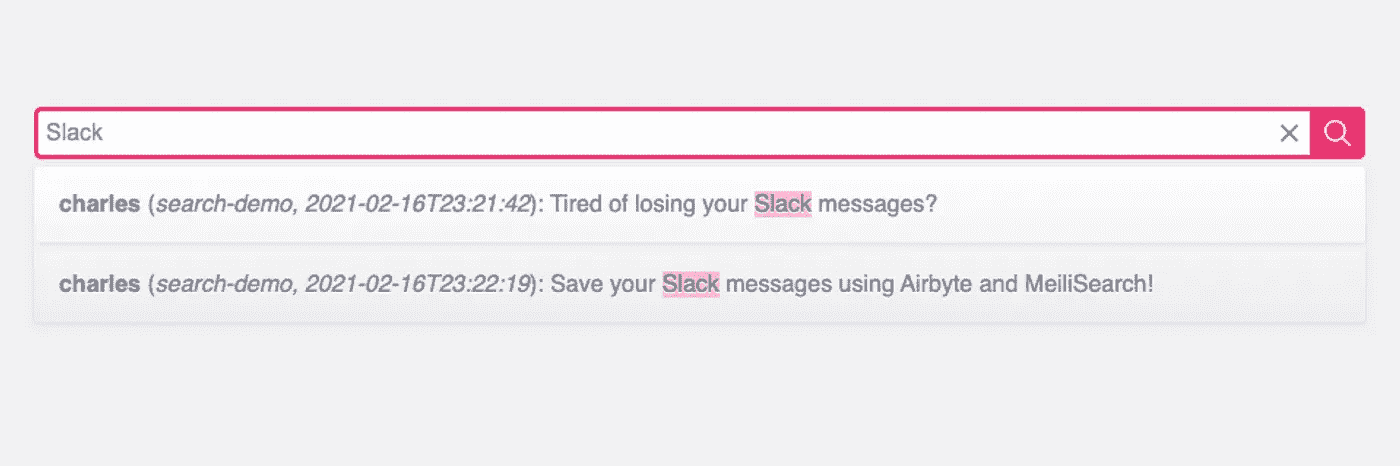 Slack
charles (search-demo, 2021-02-16T23:21:42): Tired of losing your Slack messages?
charles (search-demo, 2021-02-16T23:22:19): Save your Slack messages using Airbyte and MeiliSearch!